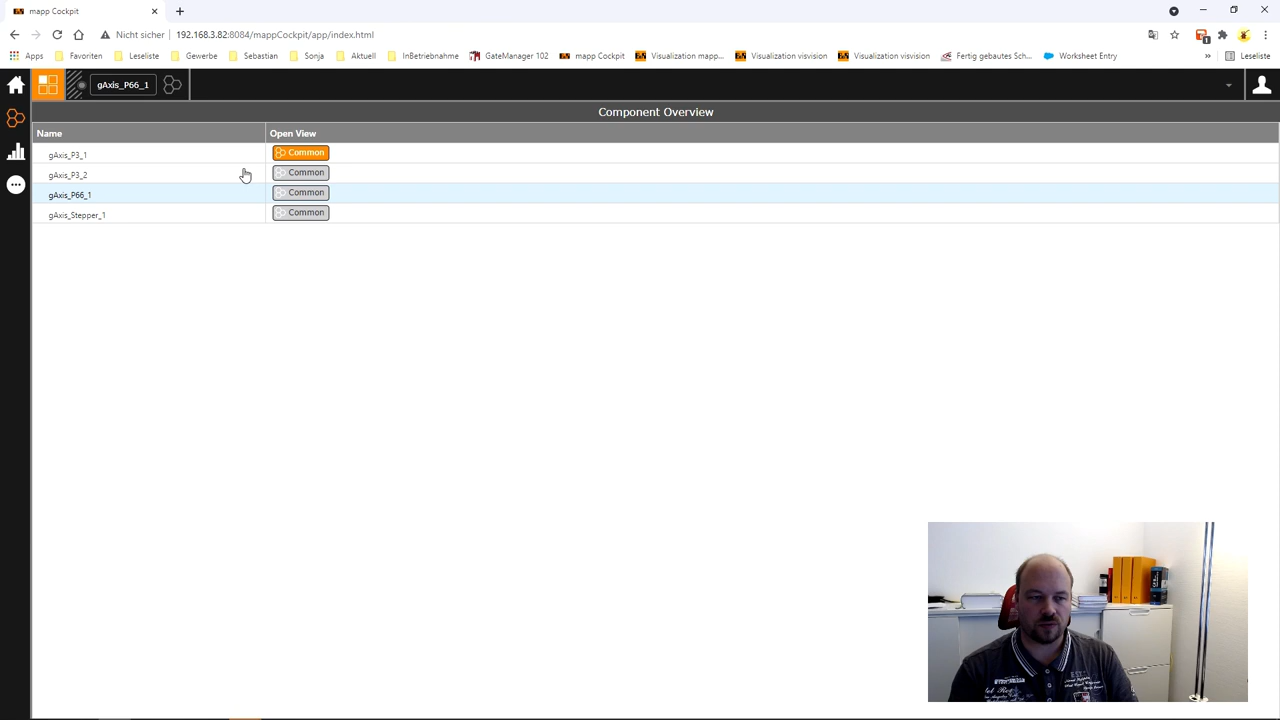 mapp Cockpit
Nicht sicher 192.168.3.82:8084/mappCockpit/app/index.html
Apps Favoriten Leseliste Gewerbe Sebastian Sonja Aktuell InBetriebnahme GateManager 102 mapp Cockpit Visualization mapp... Visualization visvision Visualization visvision Fertig gebautes Sch... Worksheet Entry » Leseliste
gAxis_P66_1
Component Overview
Name Open View
gAxis_P3_1 Common
gAxis_P3_2 Common
gAxis_P66_1 Common
gAxis_Stepper_1 Common